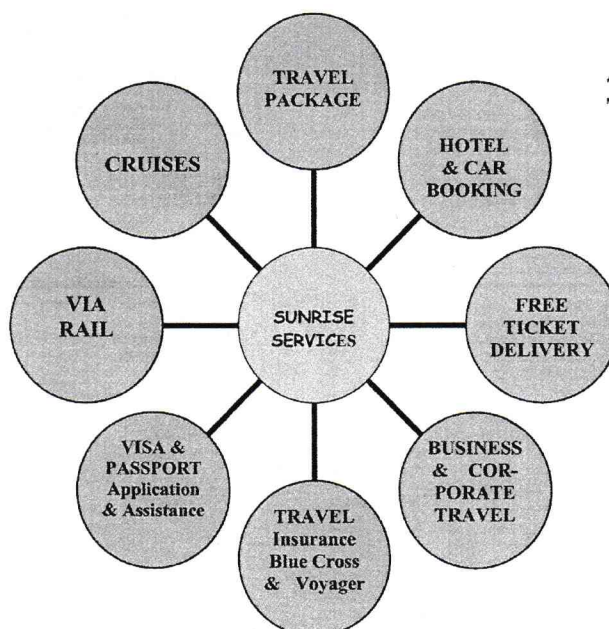 TRAVEL
PACKAGE
HOTEL
& CAR
BOOKING
FREE
TICKET
DELIVERY
BUSINESS
& COR-
PORATE
TRAVEL
TRAVEL
Insurance
Blue Cross
& Voyager
VISA &
PASSPORT
Application
& Assistance
VIA
RAIL
CRUISES
SUNRISE
SERVICES